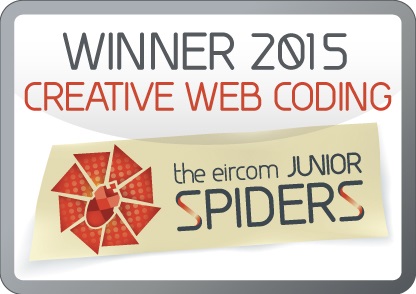 WINNER 2015
CREATIVE WEB CODING
the eircom JUNIOR
SPIDERS